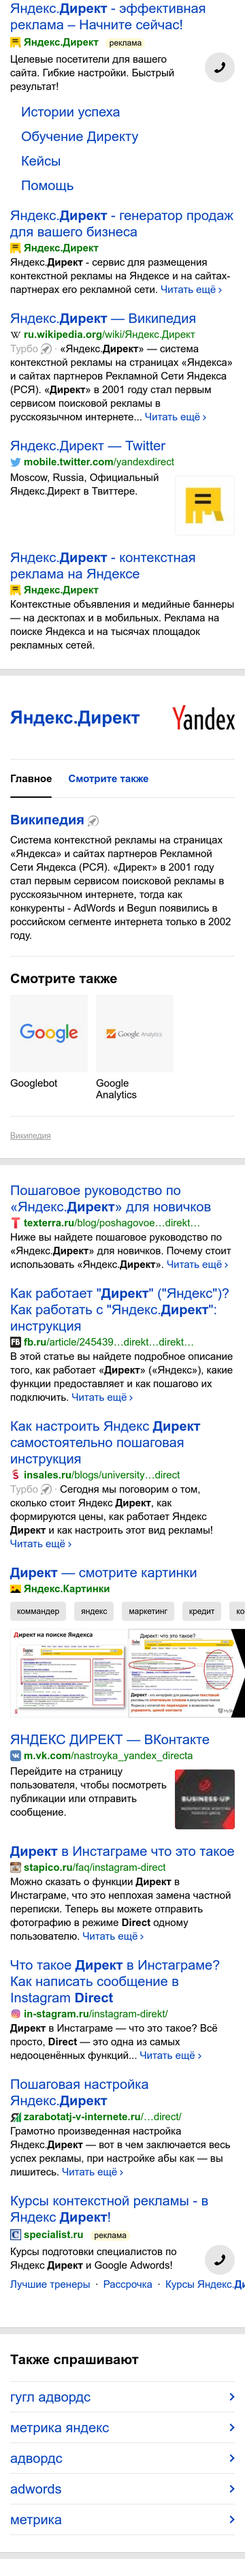 Яндекс.Директ - эффективная
реклама – Начните сейчас!
Яндекс.Директ реклама
Целевые посетители для вашего
сайта. Гибкие настройки. Быстрый
результат!
Истории успеха
Обучение Директу
Кейсы
Помощь
Яндекс.Директ - генератор продаж
для вашего бизнеса
Яндекс.Директ
Яндекс.Директ - сервис для размещения
контекстной рекламы на Яндексе и на сайтах-
партнерах его рекламной сети. Читать ещё ›
Яндекс.Директ — Википедия
W ru.wikipedia.org/wiki/Яндекс.Директ
Турбо · «Яндекс.Директ» — система
контекстной рекламы на страницах «Яндекса»
и сайтах партнеров Рекламной Сети Яндекса
(РСЯ). «Директ» в 2001 году стал первым
сервисом поисковой рекламы в
русскоязычном интернете... Читать ещё ›
Яндекс.Директ — Twitter
mobile.twitter.com/yandexdirect
Moscow, Russia, Официальный
Яндекс.Директ в Твиттере.
Яндекс.Директ - контекстная
реклама на Яндексе
Яндекс.Директ
Контекстные объявления и медийные баннеры
— на десктопах и в мобильных. Реклама на
поиске Яндекса и на тысячах площадок
рекламных сетей.
Яндекс.Директ Yandex
Главное Смотрите также
Википедия
Система контекстной рекламы на страницах
«Яндекса» и сайтах партнеров Рекламной
Сети Яндекса (РСЯ). «Директ» в 2001 году
стал первым сервисом поисковой рекламы в
русскоязычном интернете, тогда как
конкуренты - AdWords и Begun появились в
российском сегменте интернета только в 2002
году.
Смотрите также
Google Google Analytics
Googlebot Google
Analytics
Википедия
Пошаговое руководство по
«Яндекс.Директ» для новичков
texterra.ru/blog/poshagovoe…direkt…
Ниже вы найдете пошаговое руководство по
«Яндекс.Директ» для новичков. Почему стоит
использовать «Яндекс.Директ». Читать ещё ›
Как работает "Директ" ("Яндекс")?
Как работать с "Яндекс.Директ":
инструкция
FB fb.ru/article/245439…direkt…direkt…
В этой статье вы найдете подробное описание
того, как работает «Директ» («Яндекс»), какие
функции предоставляет и как пошагово их
подключить. Читать ещё ›
Как настроить Яндекс Директ
самостоятельно пошаговая
инструкция
insales.ru/blogs/university…direct
Турбо · Сегодня мы поговорим о том,
сколько стоит Яндекс Директ, как
формируются цены, как работает Яндекс
Директ и как настроить этот вид рекламы!
Читать ещё ›
Директ — смотрите картинки
Яндекс.Картинки
коммандер яндекс маркетинг кредит ко
Директ на поиске Яндекса Директ: что это такое?
ЯНДЕКС ДИРЕКТ — ВКонтакте
m.vk.com/nastroyka_yandex_directa
Перейдите на страницу
пользователя, чтобы посмотреть
публикации или отправить
сообщение.
BUSINESS-UP
Директ в Инстаграме что это такое
stapico.ru/faq/instagram-direct
Можно сказать о функции Директ в
Инстаграме, что это неплохая замена частной
переписки. Теперь вы можете отправить
фотографию в режиме Direct одному
пользователю. Читать ещё ›
Что такое Директ в Инстаграме?
Как написать сообщение в
Instagram Direct
in-stagram.ru/instagram-direkt/
Директ в Инстаграме — что это такое? Всё
просто, Direct — это одна из самых
недооценённых функций... Читать ещё ›
Пошаговая настройка
Яндекс.Директ
zarabotatj-v-internete.ru/…direct/
Грамотно произведенная настройка
Яндекс.Директ — вот в чем заключается весь
успех рекламы, при настройке абы как — вы
лишитесь. Читать ещё ›
Курсы контекстной рекламы - в
Яндекс Директ!
specialist.ru реклама
Курсы подготовки специалистов по
Яндекс Директ и Google Adwords!
Лучшие тренеры · Рассрочка · Курсы Яндекс.Ди
Также спрашивают
гугл адвордс
метрика яндекс
адвордс
adwords
метрика